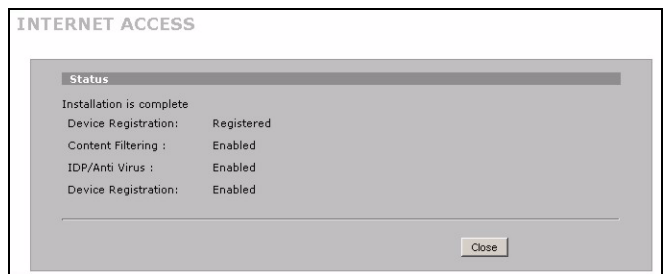 INTERNET ACCESS
Status
Installation is complete
Device Registration: Registered
Content Filtering : Enabled
IDP/Anti Virus : Enabled
Device Registration: Enabled
Close